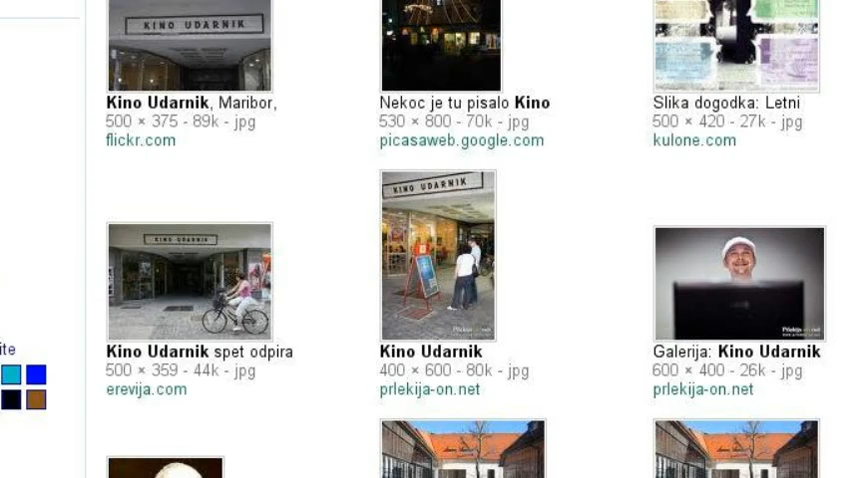 KINO UDARNIK
Kino Udarnik, Maribor,
500 × 375 - 89k - jpg
flickr.com
Nekoc je tu pisalo Kino
530 × 800 - 70k - jpg
picasaweb.google.com
Slika dogodka: Letni
500 × 420 - 27k - jpg
kulone.com
KINO UDARNIK
Kino Udarnik spet odpira
500 × 359 - 44k - jpg
erevija.com
KINO UDARNIK
Kino Udarnik
400 × 600 - 80k - jpg
prlekija-on.net
Galerija: Kino Udarnik
600 × 400 - 26k - jpg
prlekija-on.net
ite